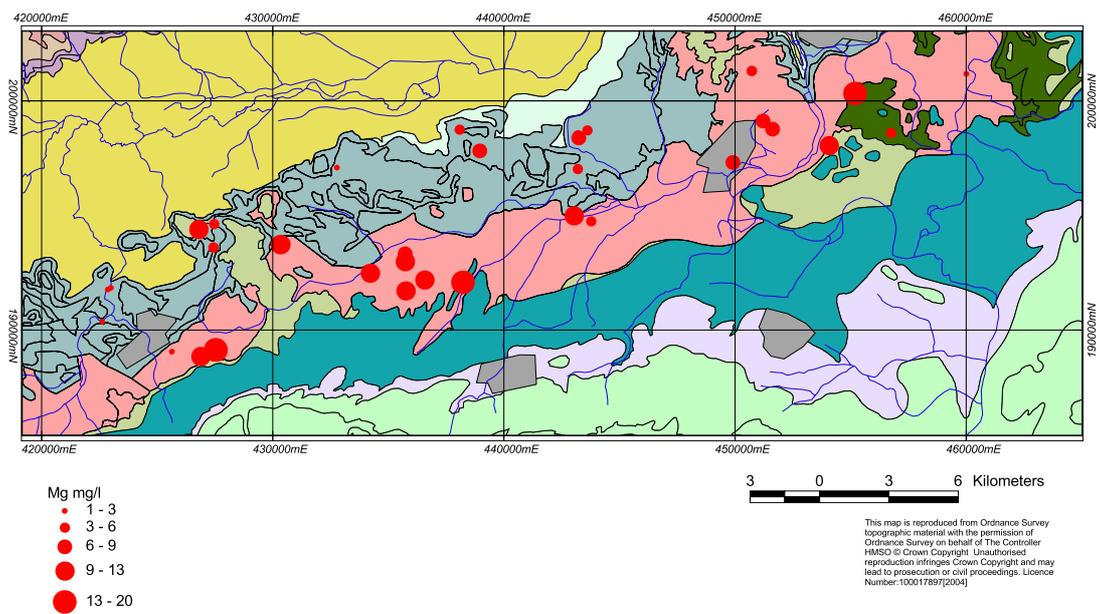 420000mE 430000mE 440000mE 450000mE 460000mE
200000mN 200000mN
190000mN 190000mN
420000mE 430000mE 440000mE 450000mE 460000mE
3 0 3 6 Kilometers
Mg mg/l
1 - 3
3 - 6
6 - 9
9 - 13
13 - 20
This map is reproduced from Ordnance Survey
topographic material with the permission of
Ordnance Survey on behalf of The Controller
HMSO © Crown Copyright Unauthorised
reproduction infringes Crown Copyright and may
lead to prosecution or civil proceedings. Licence
Number:100017897[2004]